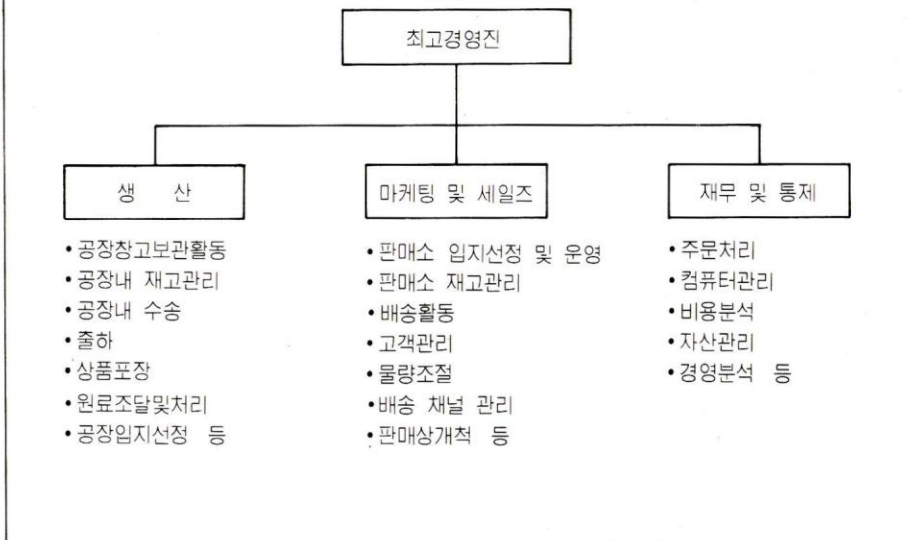 최고경영진
생 산
• 공장창고보관활동
• 공장내 재고관리
• 공장내 수송
• 출하
• 상품포장
• 원료조달및처리
• 공장입지선정 등
마케팅 및 세일즈
• 판매소 입지선정 및 운영
• 판매소 재고관리
• 배송활동
• 고객관리
• 물량조절
• 배송 채널 관리
• 판매상개척 등
재무 및 통제
• 주문처리
• 컴퓨터관리
• 비용분석
• 자산관리
• 경영분석 등